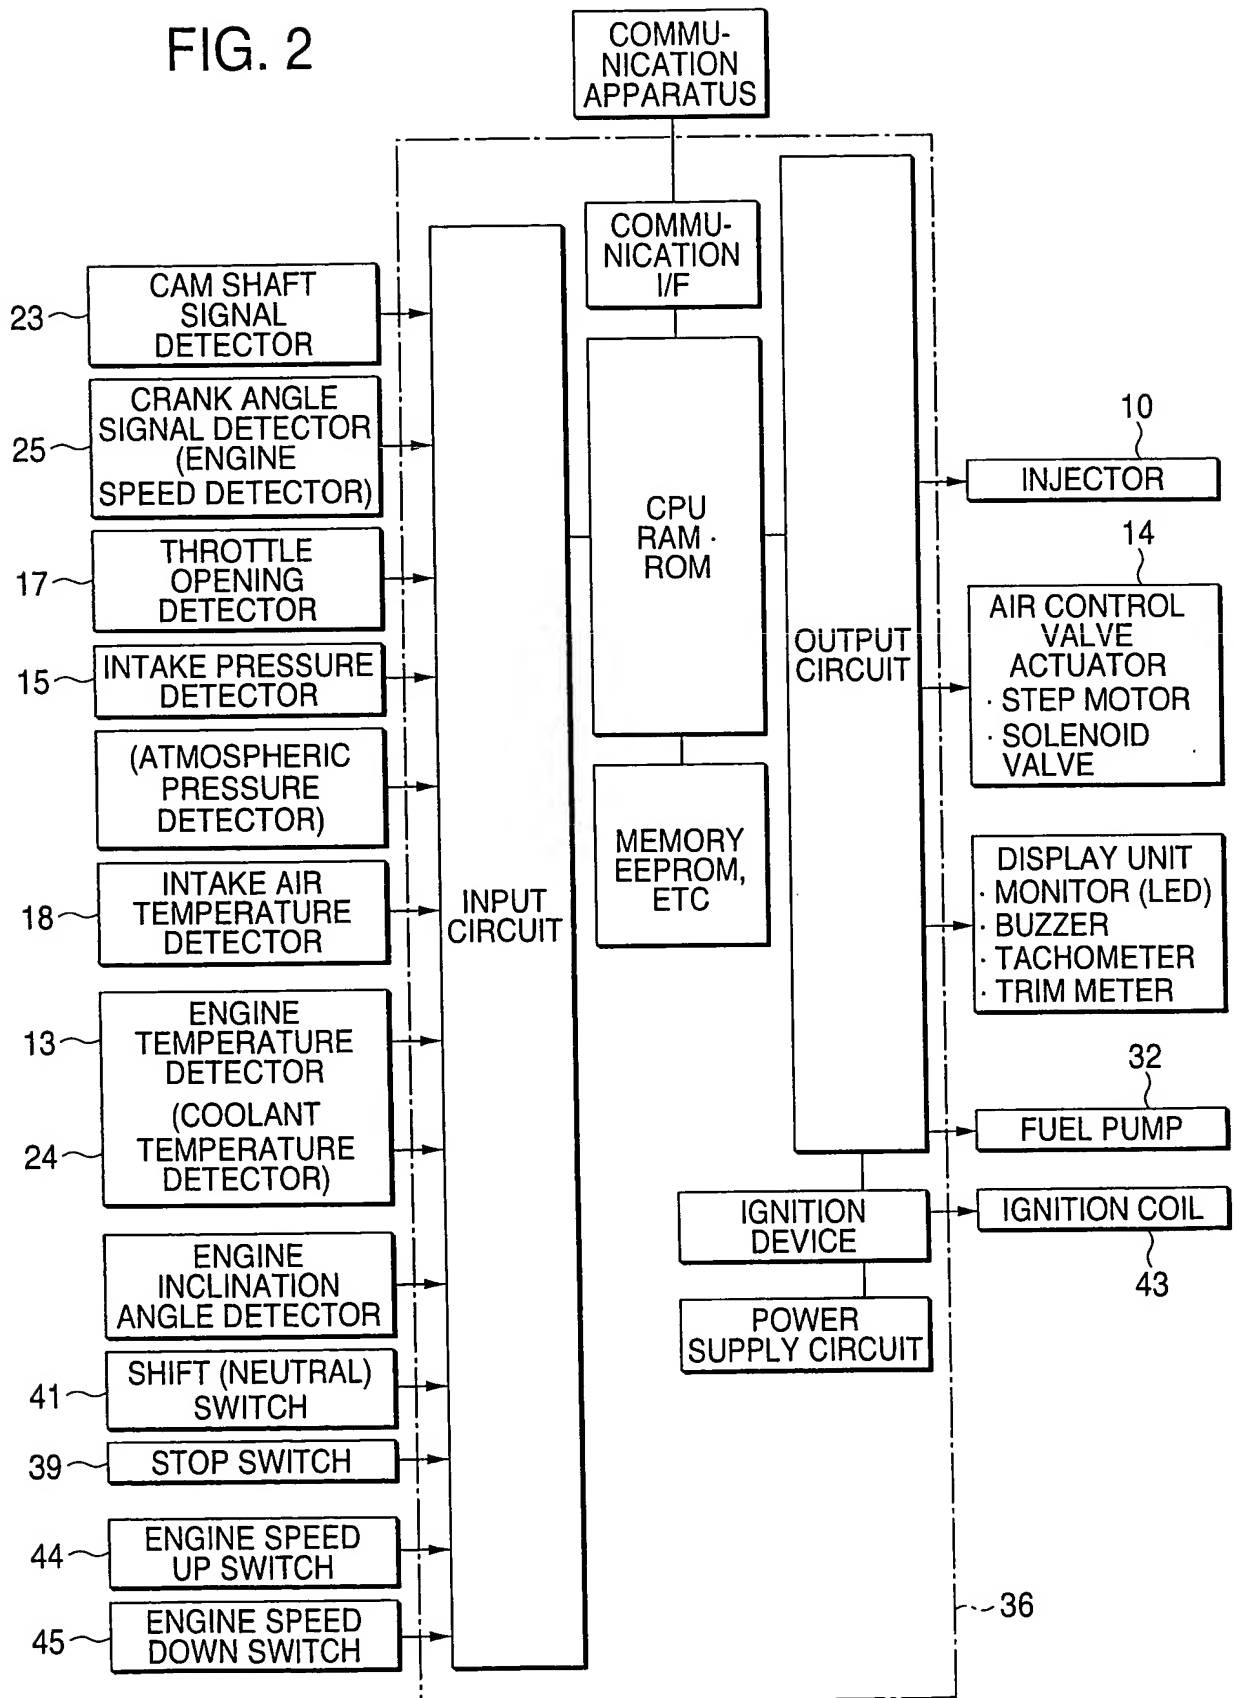 FIG. 2
COMMU-
NICATION
APPARATUS
COMMU-
NICATION
I/F
CPU
RAM ·
ROM
MEMORY
EEPROM,
ETC
INPUT
CIRCUIT
OUTPUT
CIRCUIT
IGNITION
DEVICE
POWER
SUPPLY CIRCUIT
36
23
CAM SHAFT
SIGNAL
DETECTOR
25
CRANK ANGLE
SIGNAL DETECTOR
(ENGINE
SPEED DETECTOR)
17
THROTTLE
OPENING
DETECTOR
15
INTAKE PRESSURE
DETECTOR
(ATMOSPHERIC
PRESSURE
DETECTOR)
18
INTAKE AIR
TEMPERATURE
DETECTOR
13
ENGINE
TEMPERATURE
DETECTOR
24
(COOLANT
TEMPERATURE
DETECTOR)
ENGINE
INCLINATION
ANGLE DETECTOR
41
SHIFT (NEUTRAL)
SWITCH
39
STOP SWITCH
44
ENGINE SPEED
UP SWITCH
45
ENGINE SPEED
DOWN SWITCH
10
INJECTOR
14
AIR CONTROL
VALVE
ACTUATOR
· STEP MOTOR
· SOLENOID
VALVE
DISPLAY UNIT
· MONITOR (LED)
· BUZZER
· TACHOMETER
· TRIM METER
32
FUEL PUMP
IGNITION COIL
43